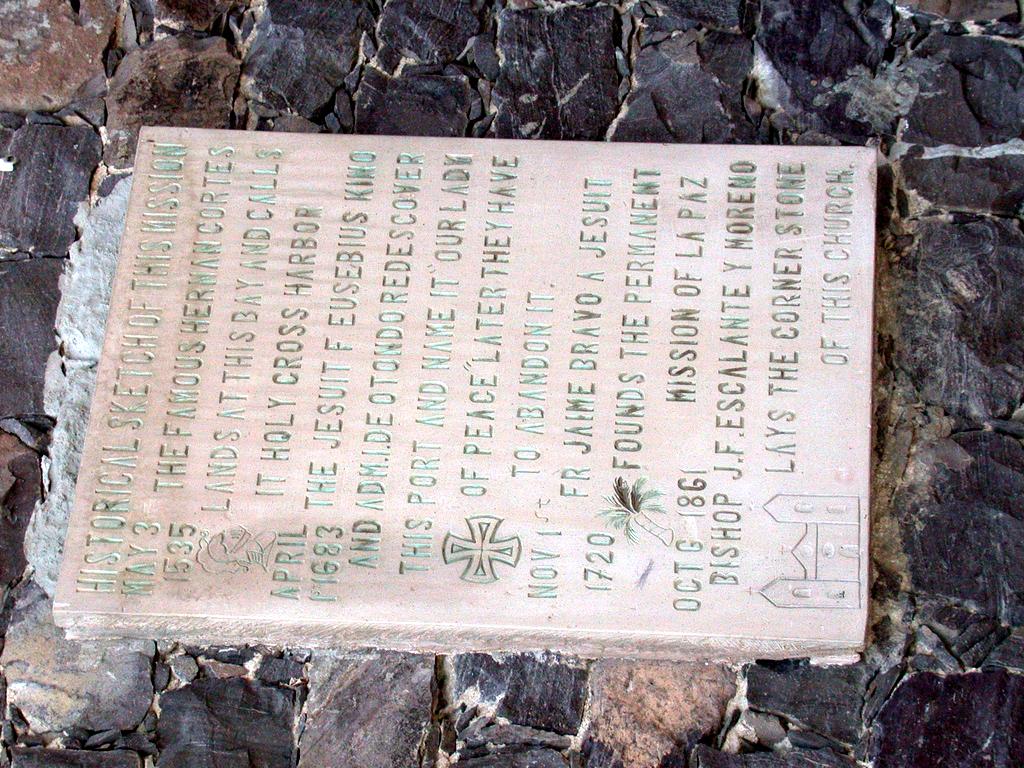 HISTORICAL SKETCH OF THIS MISSION
MAY 3 THE FAMOUS HERNAN CORTES
1535 LANDS AT THIS BAY AND CALLS
IT HOLY CROSS HARBOR
APRIL THE JESUIT F EUSEBIUS KINO
1º 1683 AND ADM.I.DE OTONDO REDESCOVER
THIS PORT AND NAME IT "OUR LADY
OF PEACE" LATER THEY HAVE
TO ABANDON IT.
NOV 1ST FR JAIME BRAVO A JESUIT
1720 FOUNDS THE PERMANENT
MISSION OF LA PAZ
OCT 6 1861
BISHOP J.F. ESCALANTE Y MORENO
LAYS THE CORNER STONE
OF THIS CHURCH.